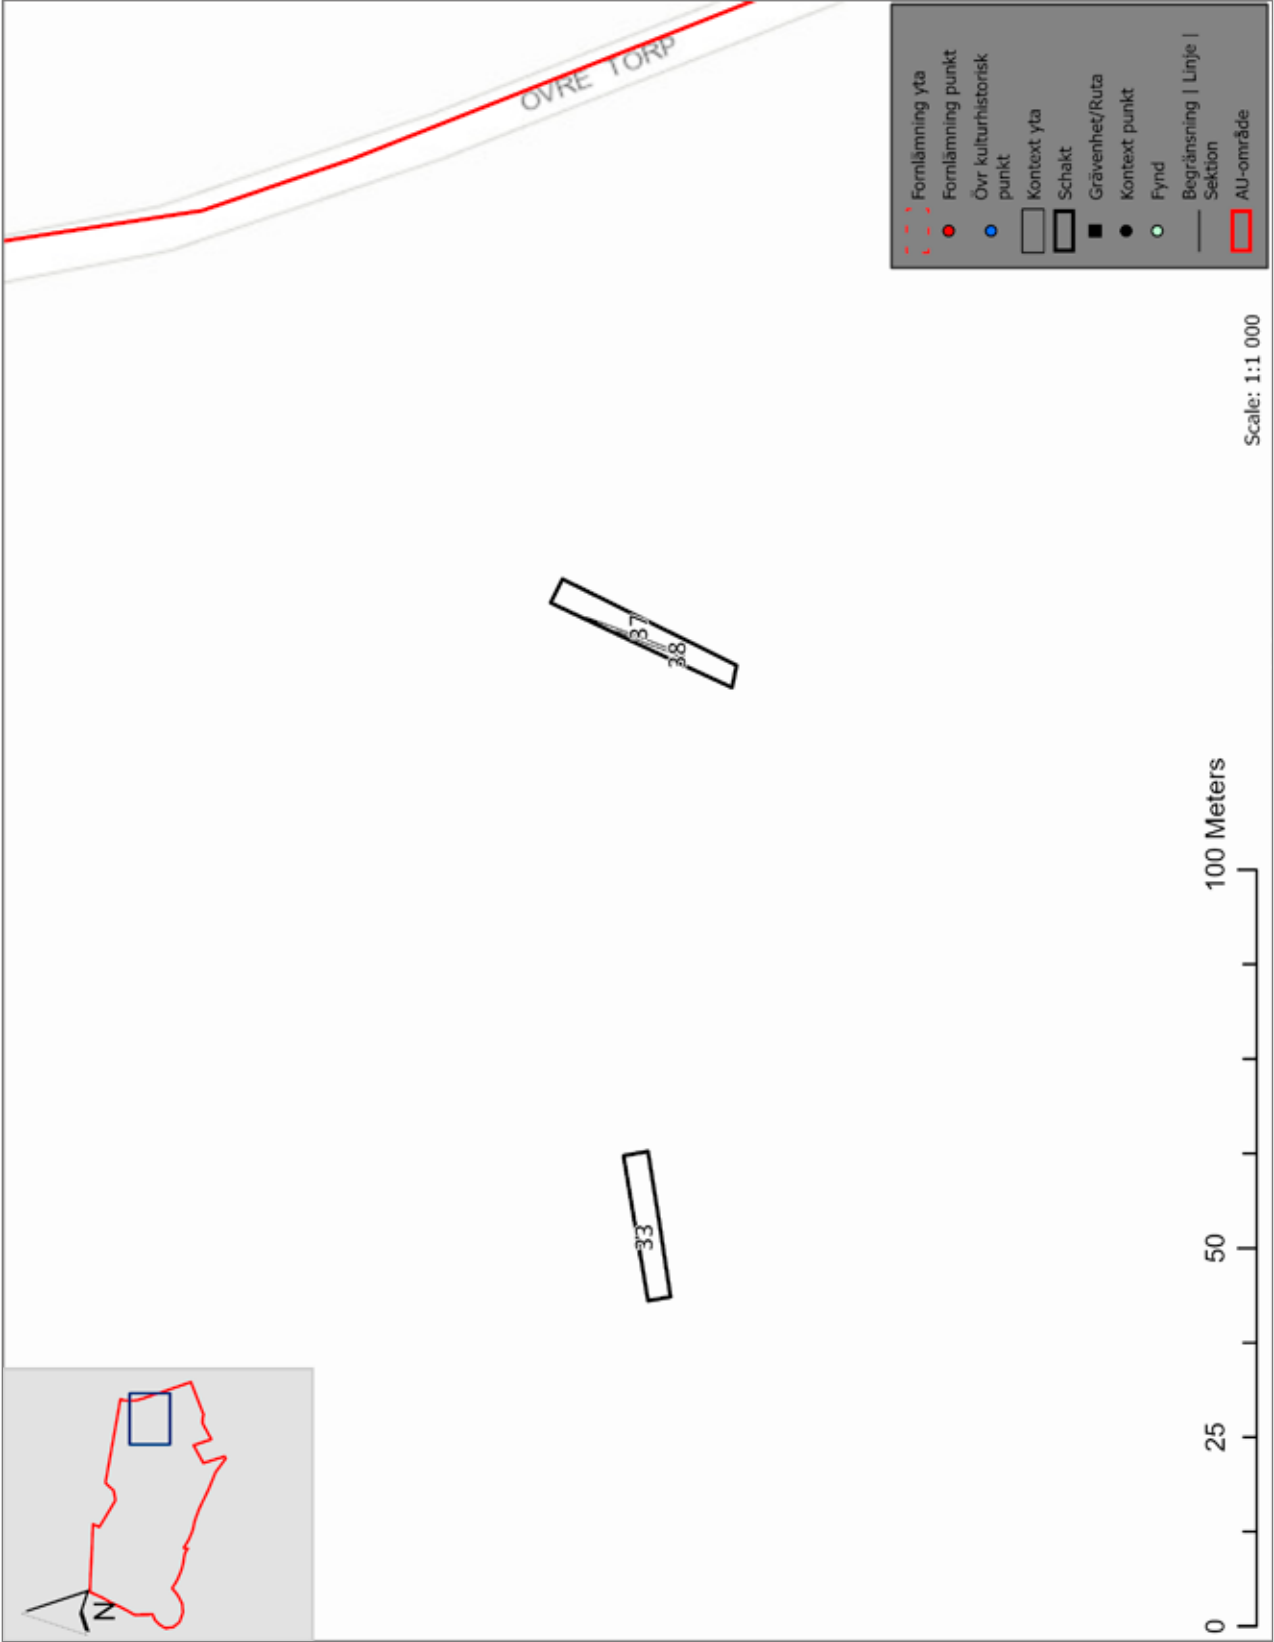 N
OVRE TORP
37
38
33
Fornlämning yta
Fornlämning punkt
Övr kulturhistorisk
punkt
Kontext yta
Schakt
Grävenhet/Ruta
Kontext punkt
Fynd
Begränsning | Linje |
Sektion
AU-område
Scale: 1:1 000
0
25
50
100 Meters